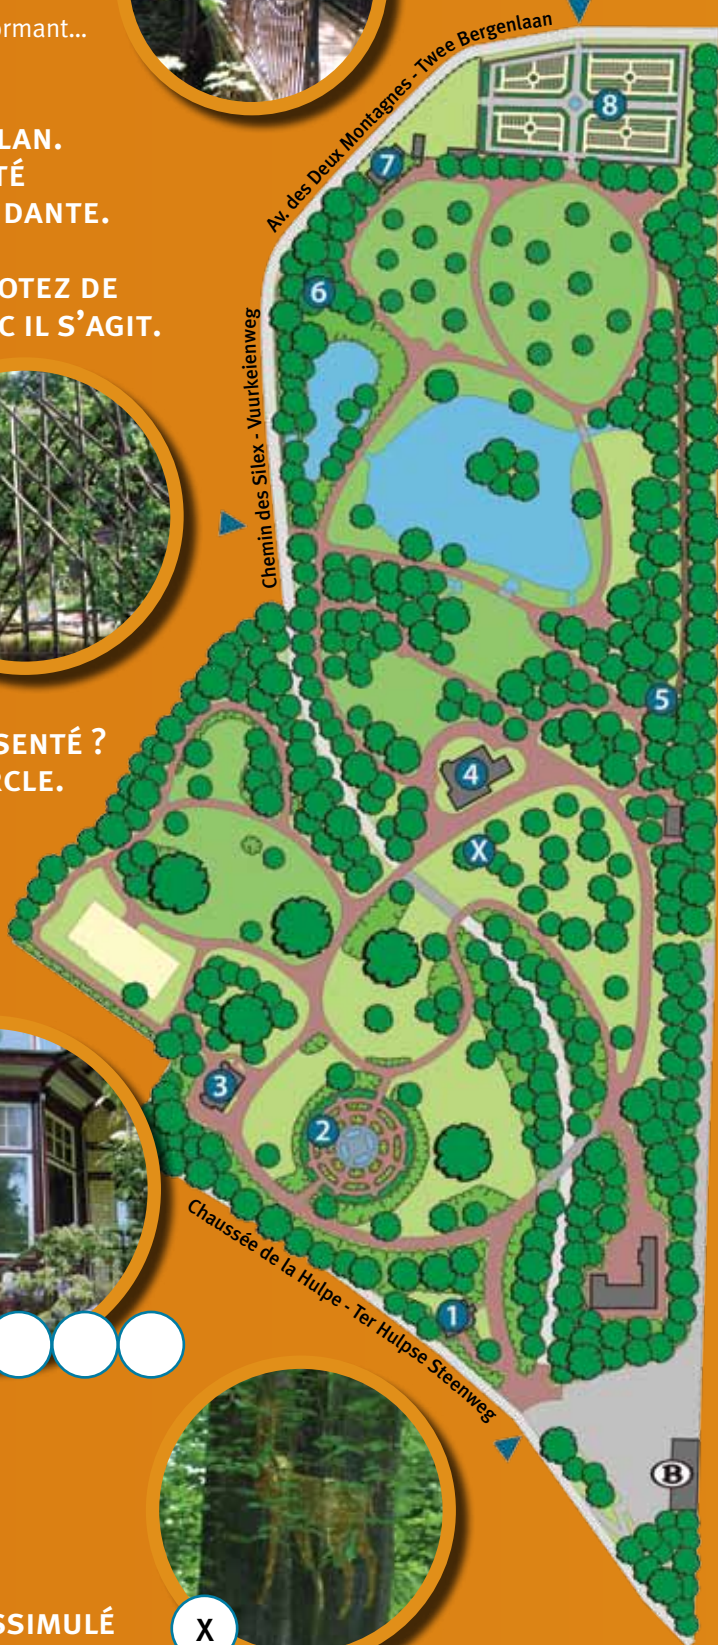 ormant...
LAN.
TÉ
DANTE.
OTEZ DE
C IL S'AGIT.
SENTÉ ?
RCLE.
SSIMULÉ
X
Av. des Deux Montagnes - Twee Bergenlaan
Chemin des Silex - Vuurkeienweg
Chaussée de la Hulpe - Ter Hulpse Steenweg
8
7
6
5
4
X
3
2
1
B